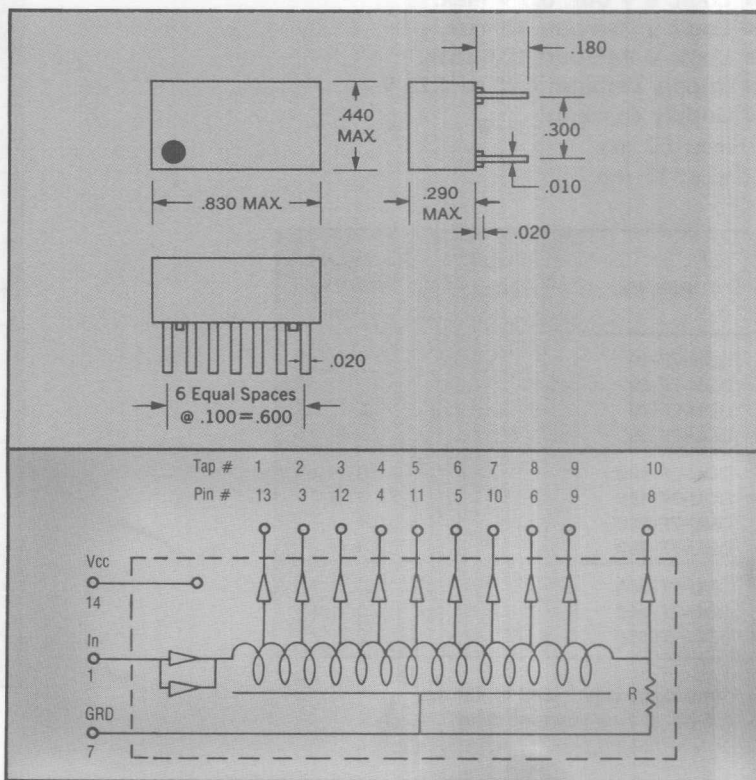 .180
.440
MAX.
.300
.830 MAX.
.290
MAX.
.010
.020
.020
6 Equal Spaces
@ .100=.600
Tap # 1 2 3 4 5 6 7 8 9 10
Pin # 13 3 12 4 11 5 10 6 9 8
Vcc
14
In
1
R
GRD
7